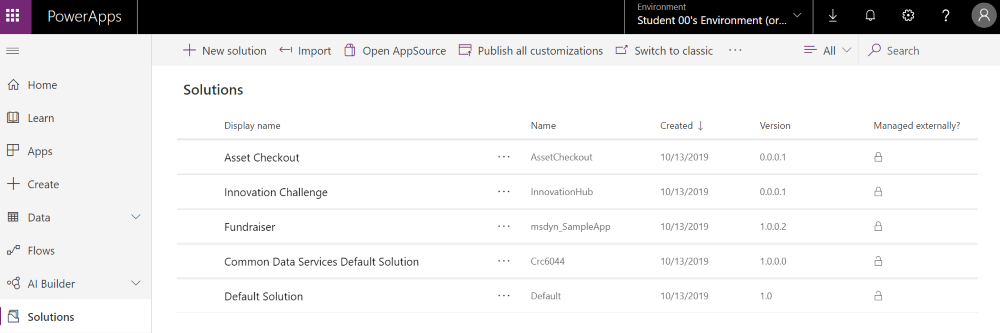 PowerApps
Environment
Student 00's Environment (or...
?
New solution Import Open AppSource Publish all customizations Switch to classic ... All Search
Home
Learn
Apps
Create
Data
Flows
AI Builder
Solutions
Solutions
Display name Name Created ↓ Version Managed externally?
Asset Checkout ... AssetCheckout 10/13/2019 0.0.0.1
Innovation Challenge ... InnovationHub 10/13/2019 0.0.0.1
Fundraiser ... msdyn_SampleApp 10/13/2019 1.0.0.2
Common Data Services Default Solution ... Crc6044 10/13/2019 1.0.0.0
Default Solution ... Default 10/13/2019 1.0